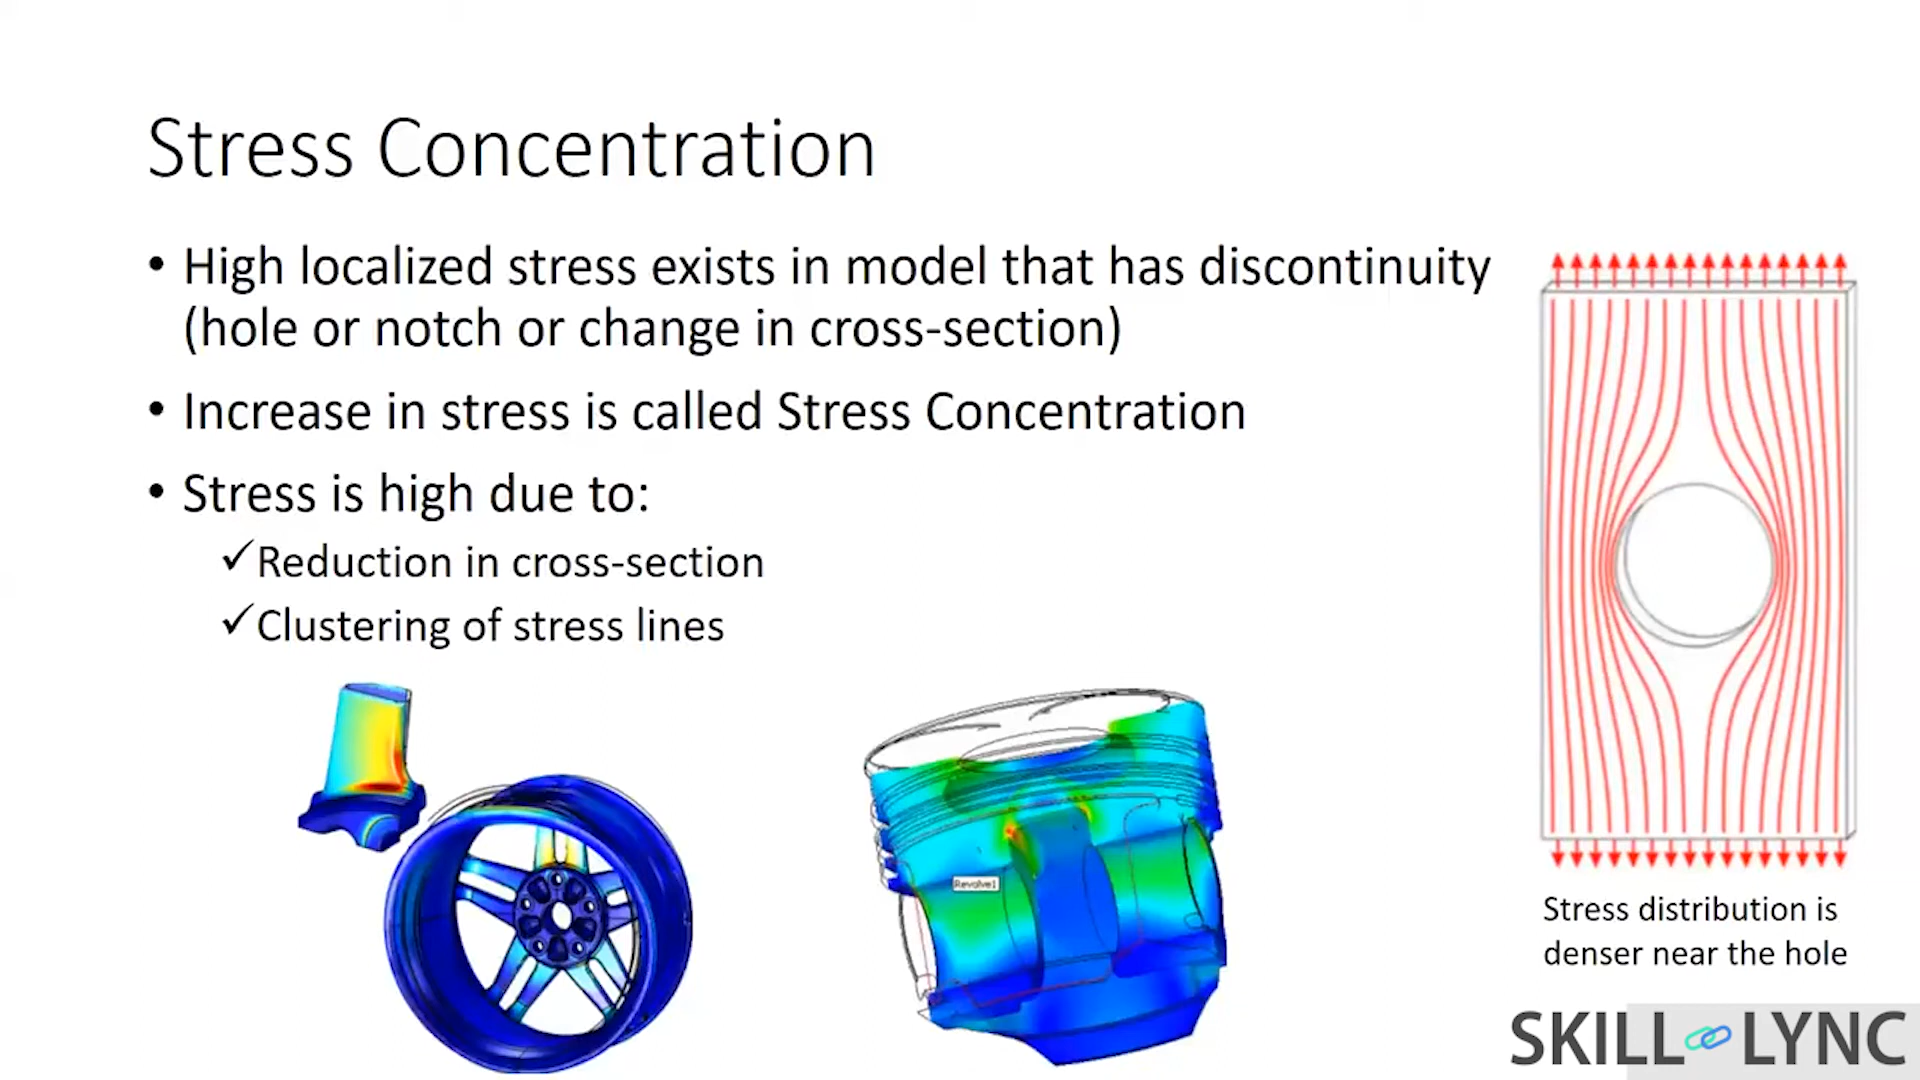 Stress Concentration
• High localized stress exists in model that has discontinuity
(hole or notch or change in cross-section)
• Increase in stress is called Stress Concentration
• Stress is high due to:
✓Reduction in cross-section
✓Clustering of stress lines
Revolve1
Stress distribution is
denser near the hole
SKILL LYNC